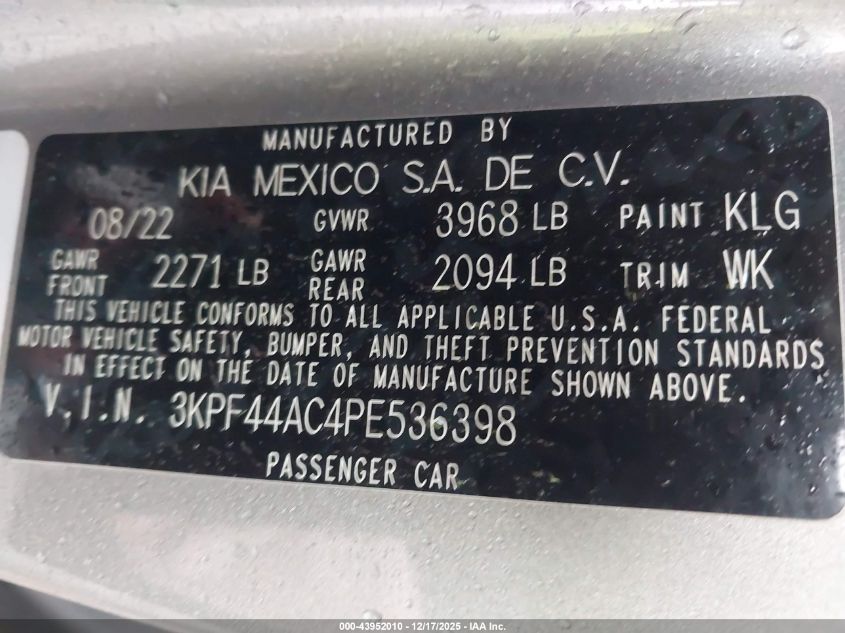 MANUFACTURED BY
KIA MEXICO S.A. DE C.V.
08/22 GVWR 3968 LB PAINT KLG
GAWR FRONT 2271 LB GAWR REAR 2094 LB TRIM WK
THIS VEHICLE CONFORMS TO ALL APPLICABLE U.S.A. FEDERAL
MOTOR VEHICLE SAFETY, BUMPER, AND THEFT PREVENTION STANDARDS
IN EFFECT ON THE DATE OF MANUFACTURE SHOWN ABOVE.
V.I.N. 3KPF44AC4PE536398
PASSENGER CAR
000-43952010 - 12/17/2025 - IAA Inc.